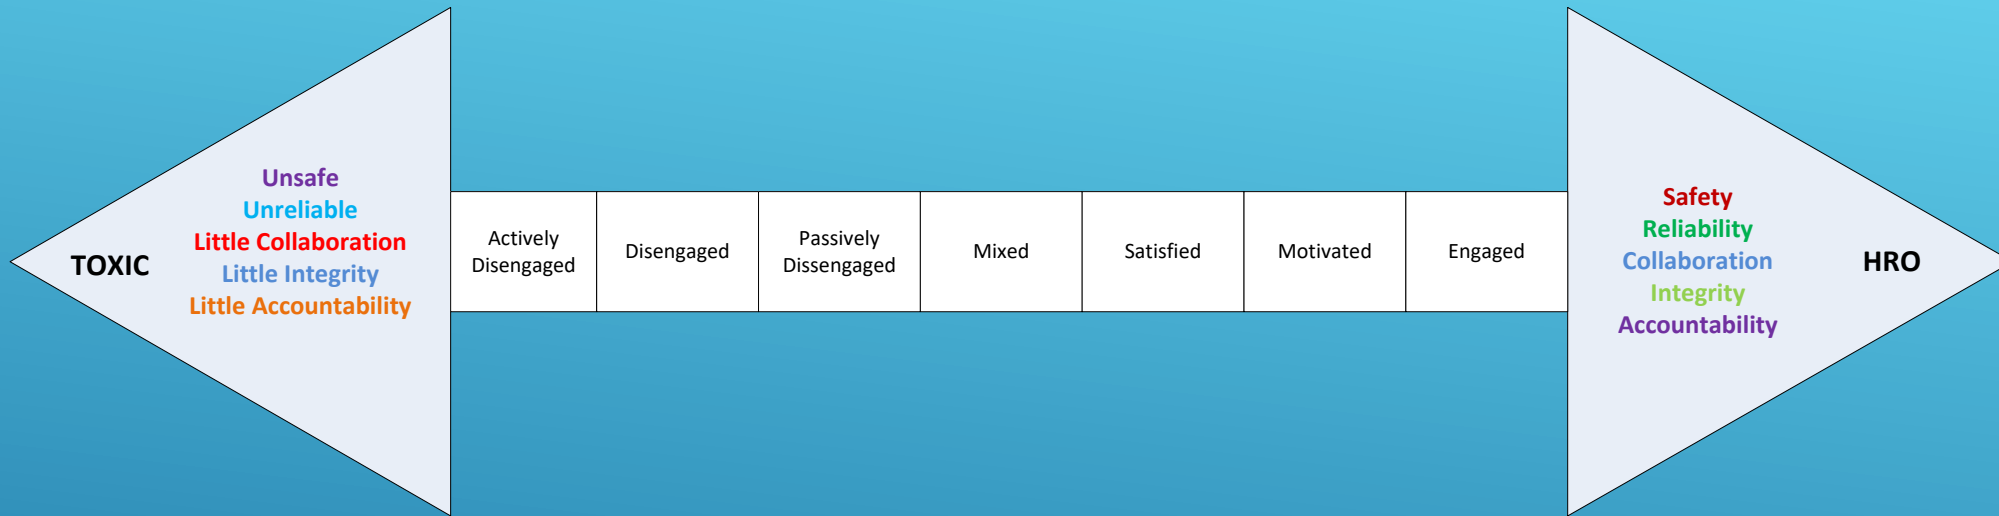 TOXIC
Unsafe
Unreliable
Little Collaboration
Little Integrity
Little Accountability
Actively
Disengaged
Disengaged
Passively
Dissengaged
Mixed
Satisfied
Motivated
Engaged
Safety
Reliability
Collaboration
Integrity
Accountability
HRO